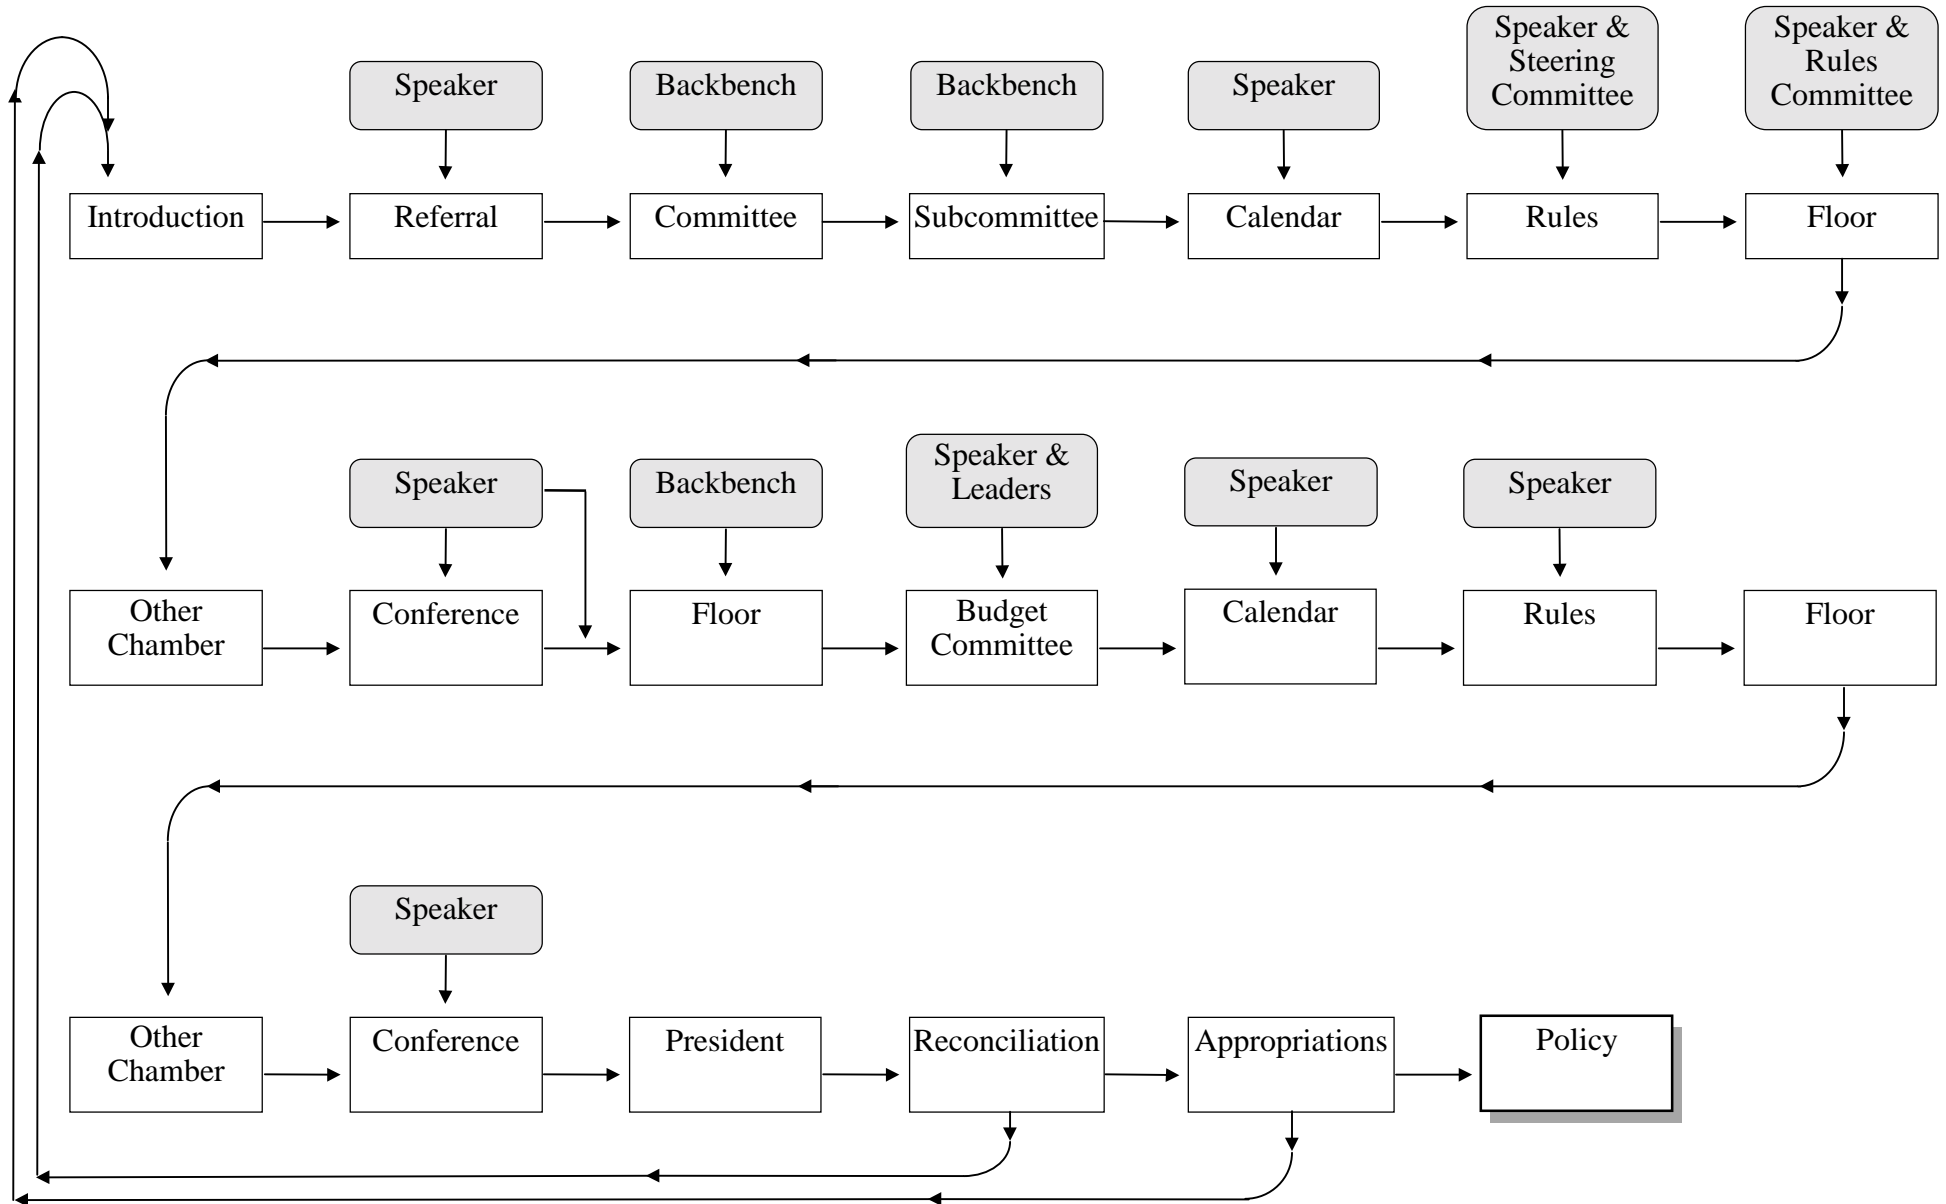 Speaker
Backbench
Backbench
Speaker
Speaker &
Steering
Committee
Speaker &
Rules
Committee
Introduction
Referral
Committee
Subcommittee
Calendar
Rules
Floor
Speaker
Backbench
Speaker &
Leaders
Speaker
Speaker
Other
Chamber
Conference
Floor
Budget
Committee
Calendar
Rules
Floor
Speaker
Other
Chamber
Conference
President
Reconciliation
Appropriations
Policy